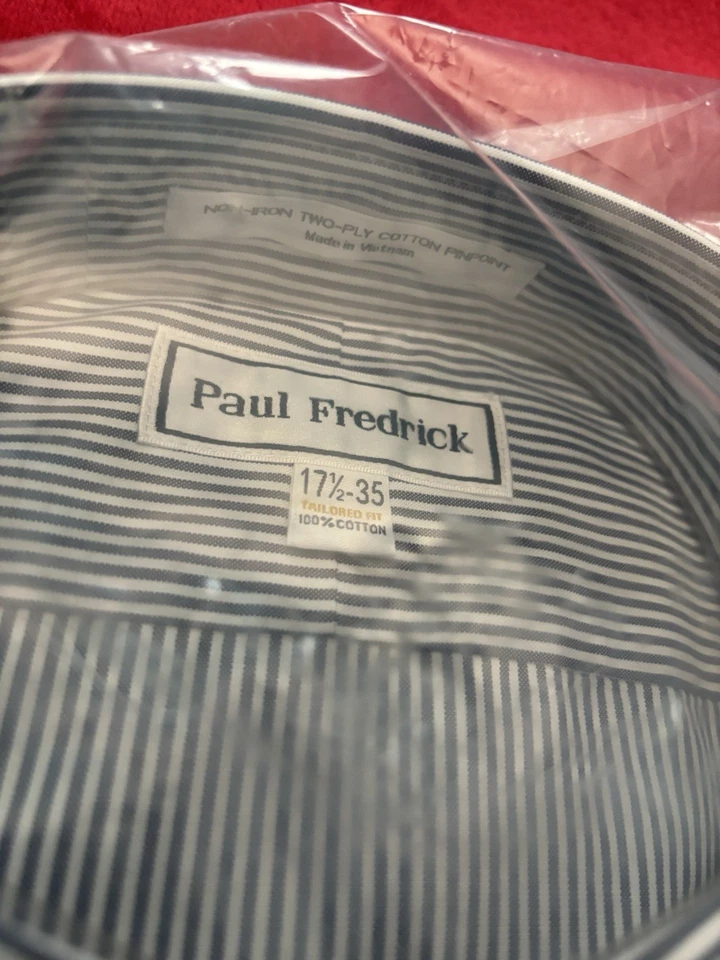 NON-IRON TWO-PLY COTTON PINPOINT
Made in Vietnam
Paul Fredrick
17½-35
TAILORED FIT
100% COTTON